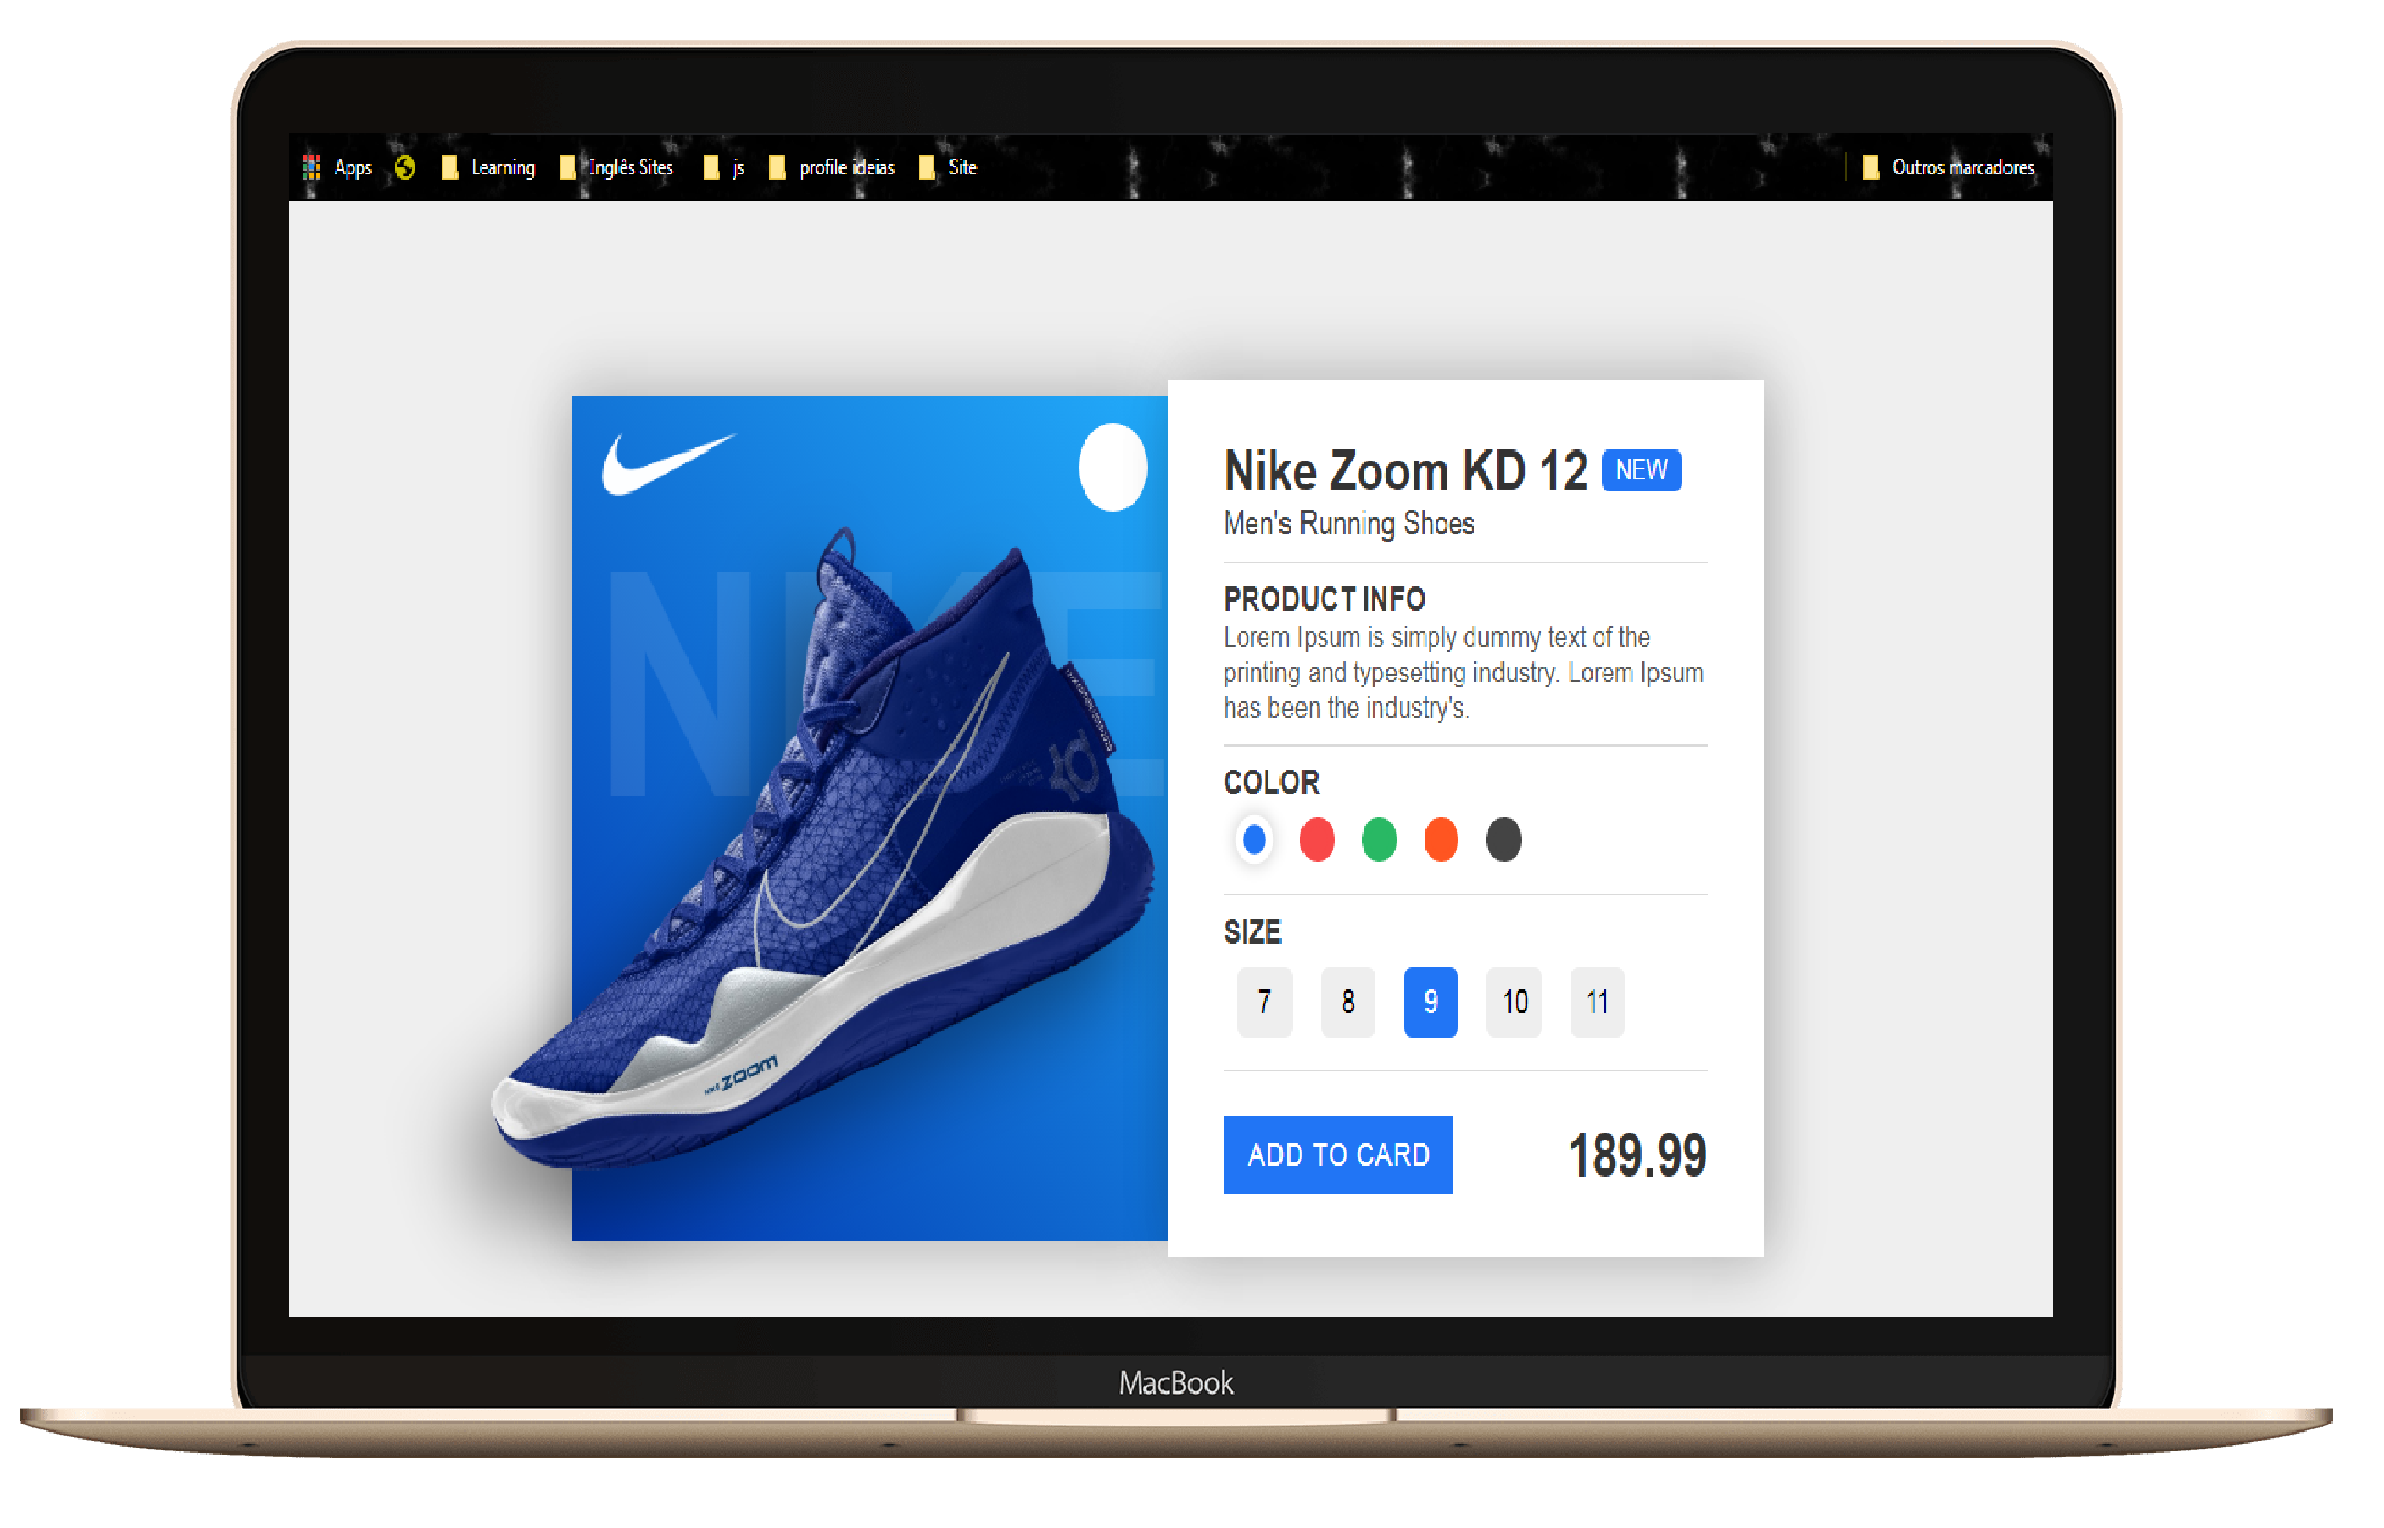 Apps Learning Inglês Sites js profile ideias Site Outros marcadores
NIKE
zoom
Nike Zoom KD 12 NEW
Men's Running Shoes
PRODUCT INFO
Lorem Ipsum is simply dummy text of the
printing and typesetting industry. Lorem Ipsum
has been the industry's.
COLOR
SIZE
7 8 9 10 11
ADD TO CARD 189.99
MacBook